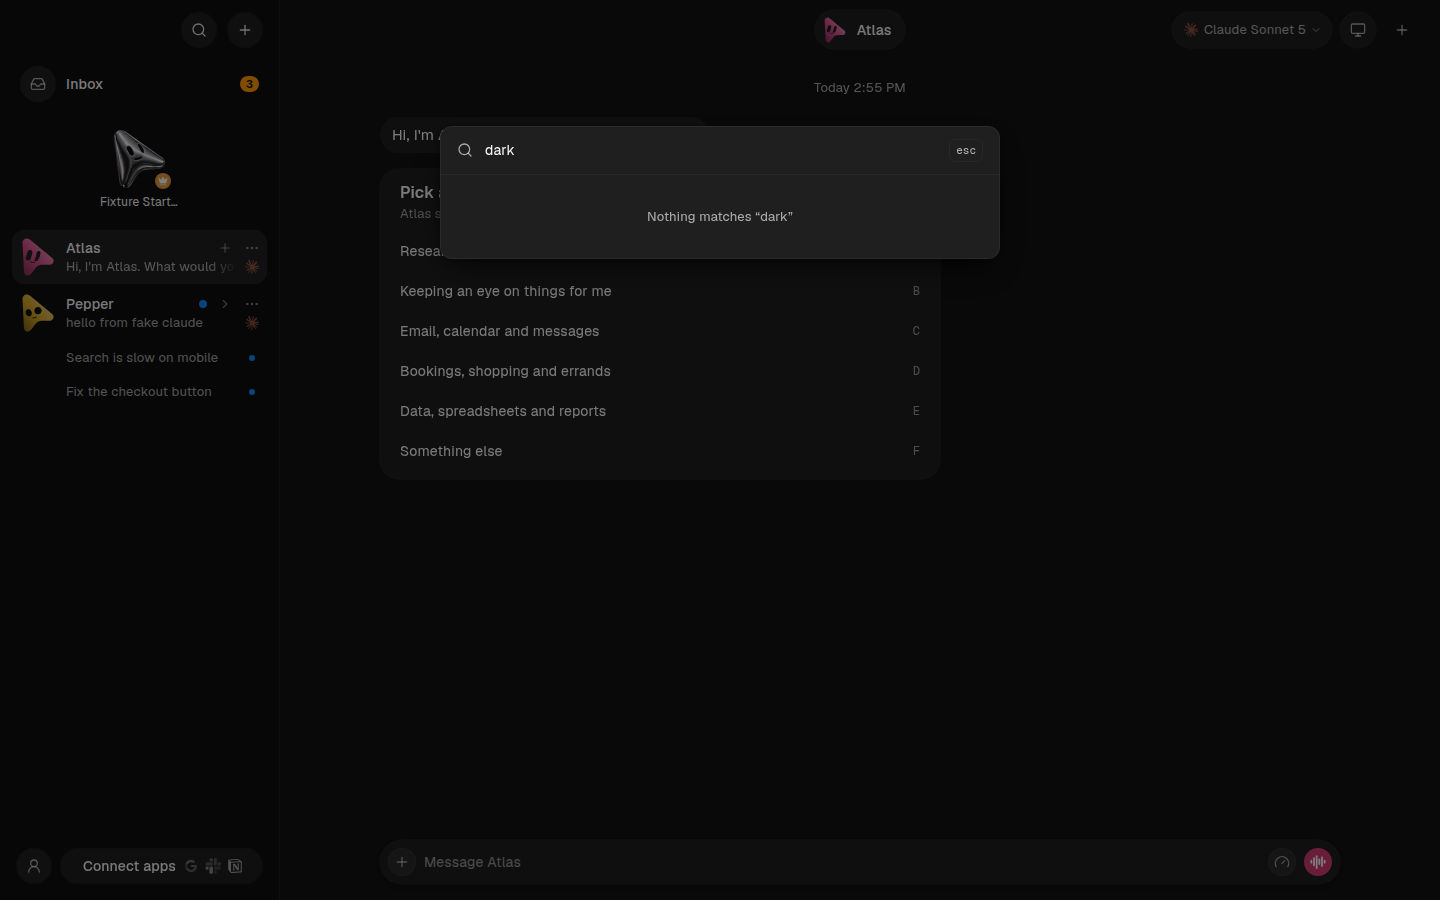 Atlas
Claude Sonnet 5
Inbox
3
Today 2:55 PM
Hi, I'm
dark
esc
Nothing matches “dark”
Fixture Start…
Pick
Atlas
Atlas
Hi, I'm Atlas. What would yo
Keeping an eye on things for me
B
Pepper
hello from fake claude
Email, calendar and messages
C
Search is slow on mobile
Bookings, shopping and errands
D
Fix the checkout button
Data, spreadsheets and reports
E
Something else
F
Connect apps
Message Atlas